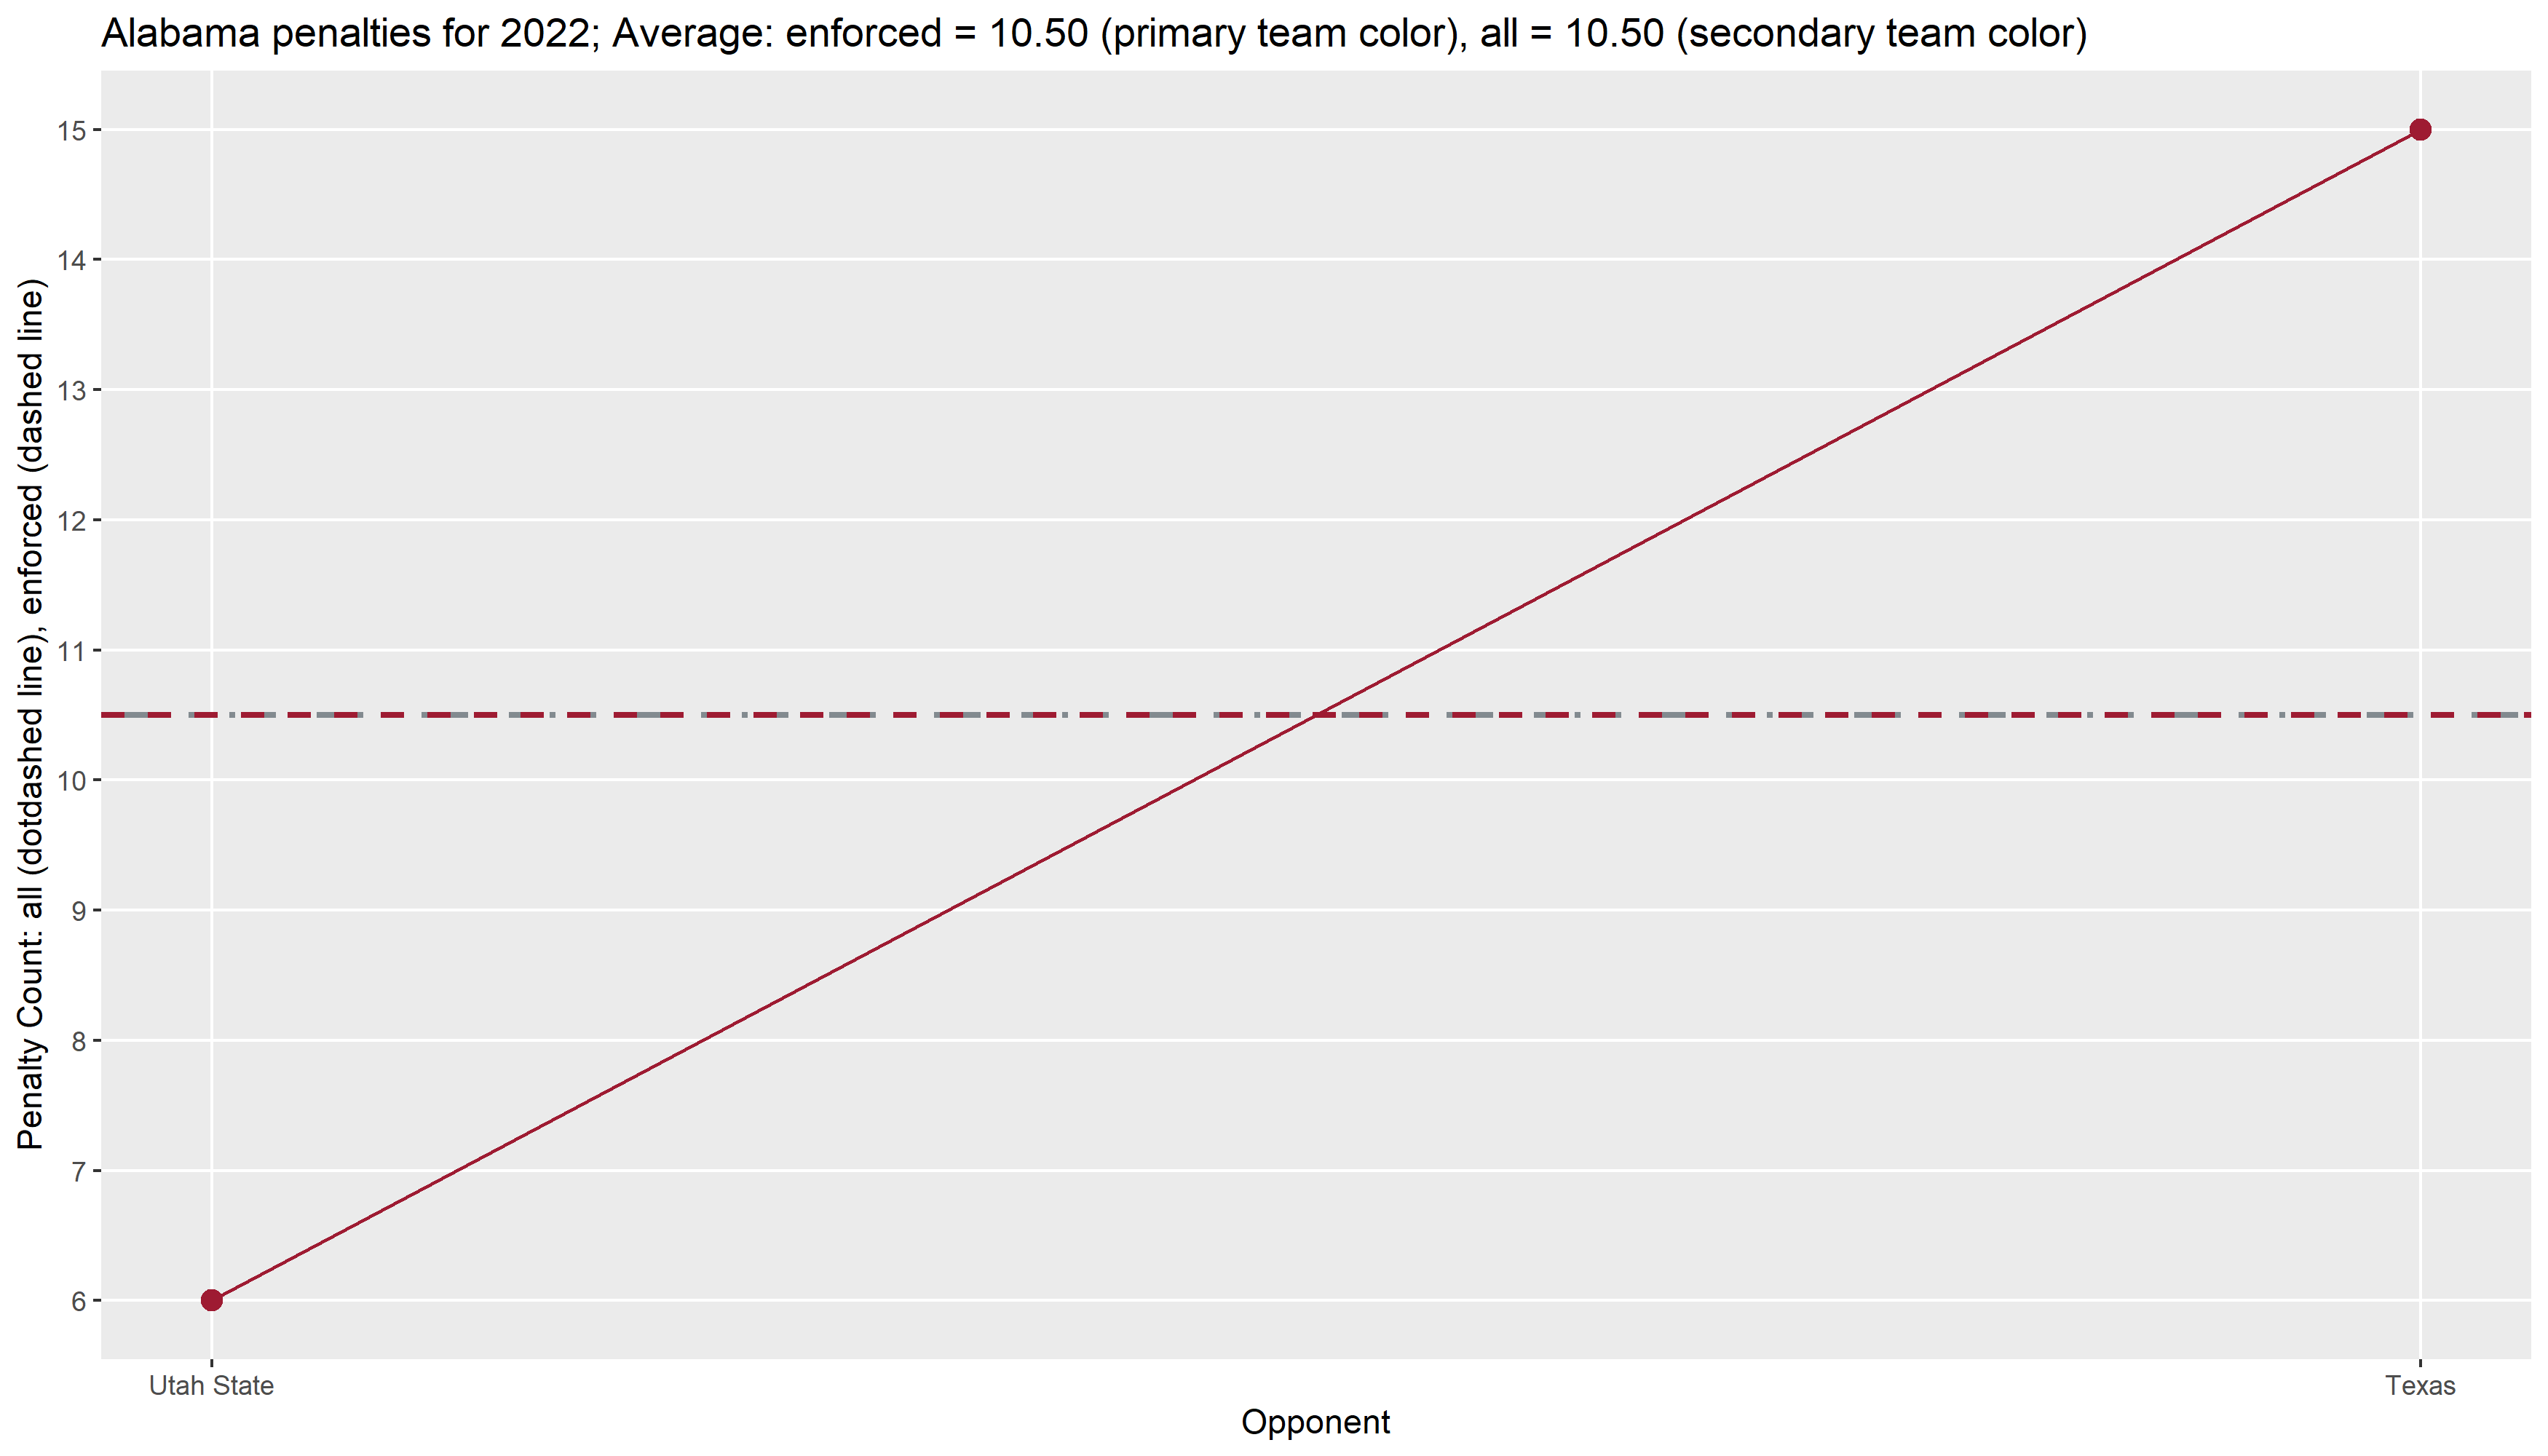 Alabama penalties for 2022; Average: enforced = 10.50 (primary team color), all = 10.50 (secondary team color)
Penalty Count: all (dotdashed line), enforced (dashed line)
15
14
13
12
11
10
9
8
7
6
Utah State
Texas
Opponent